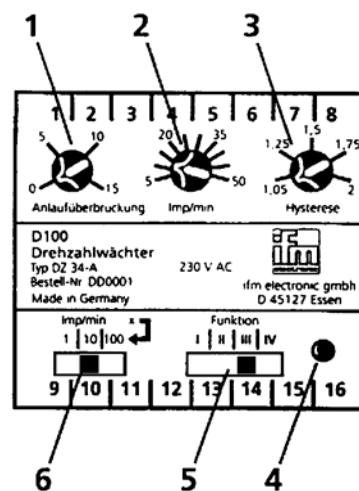 1 2 3
1 2 3 4 5 6 7 8
5 10
0 15
Anlaufüberbrückung
20 35
5 50
Imp/min
1,5
1,25 1,75
1,05 2
Hysterese
D100
Drehzahlwächter
Typ DZ 34-A
Bestell-Nr DD0001
Made in Germany
230 V AC
ifm
ifm electronic gmbh
D 45127 Essen
Imp/min x
1 10 100
Funktion
I II III IV
9 10 11 12 13 14 15 16
6 5 4